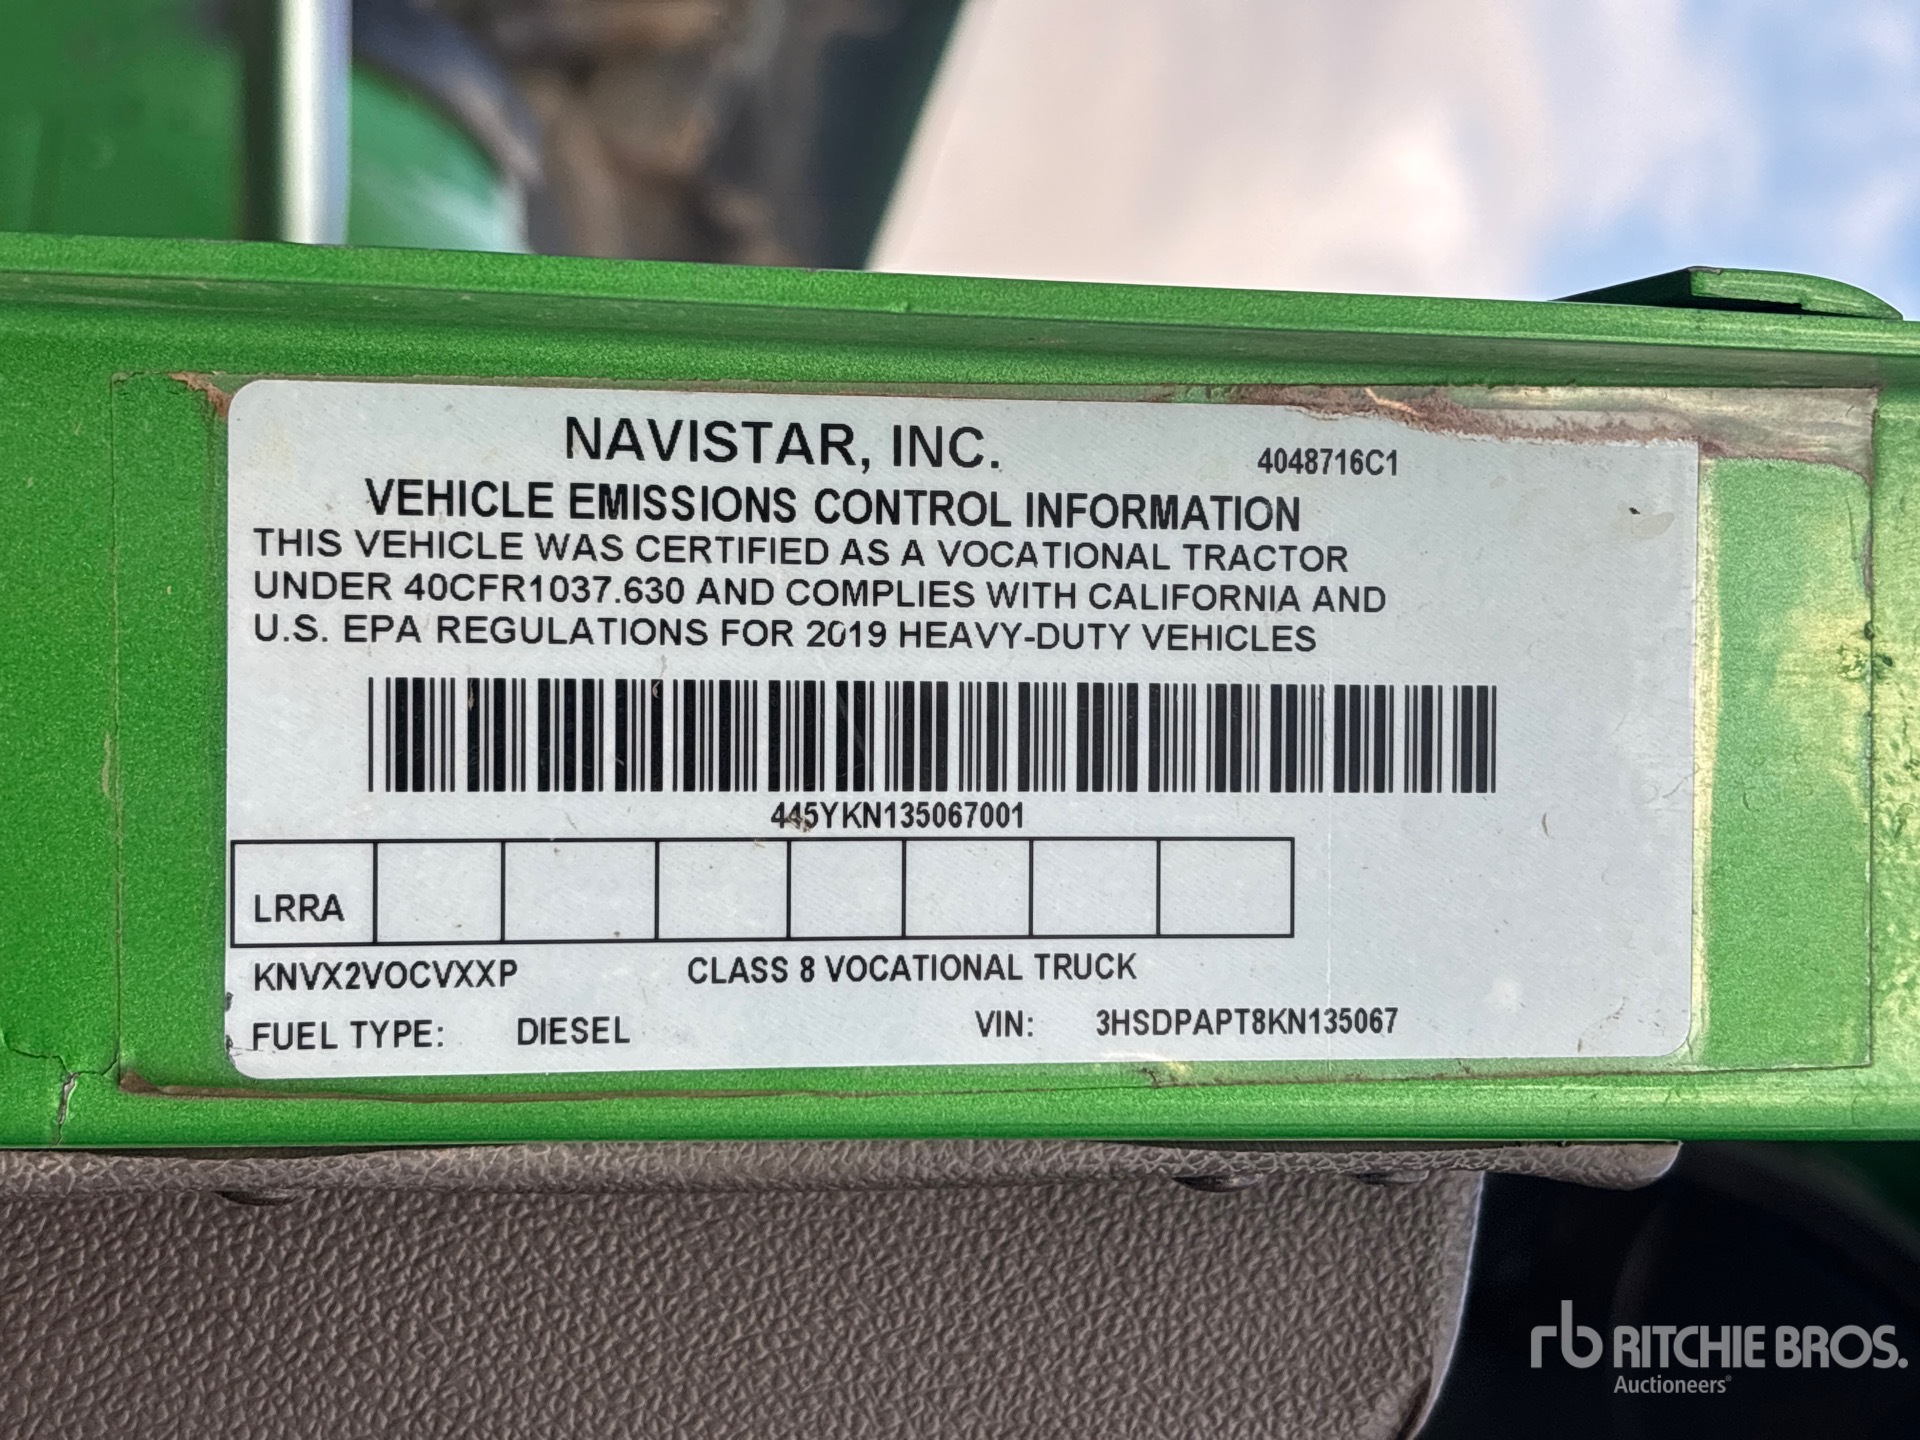 NAVISTAR, INC.
4048716C1
VEHICLE EMISSIONS CONTROL INFORMATION
THIS VEHICLE WAS CERTIFIED AS A VOCATIONAL TRACTOR
UNDER 40CFR1037.630 AND COMPLIES WITH CALIFORNIA AND
U.S. EPA REGULATIONS FOR 2019 HEAVY-DUTY VEHICLES
445YKN135067001
LRRA
KNVX2VOCVXXP CLASS 8 VOCATIONAL TRUCK
FUEL TYPE: DIESEL VIN: 3HSDPAPT8KN135067
rb RITCHIE BROS.
Auctioneers